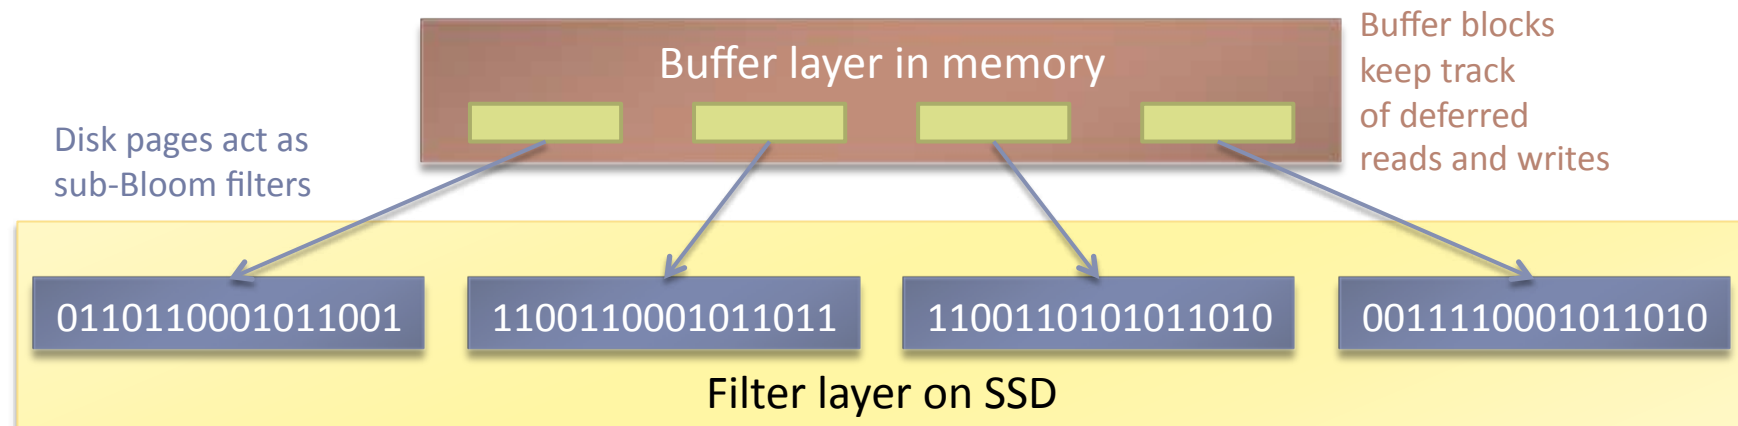 Buffer layer in memory
Buffer blocks
keep track
of deferred
reads and writes
Disk pages act as
sub-Bloom filters
0110110001011001
1100110001011011
1100110101011010
0011110001011010
Filter layer on SSD